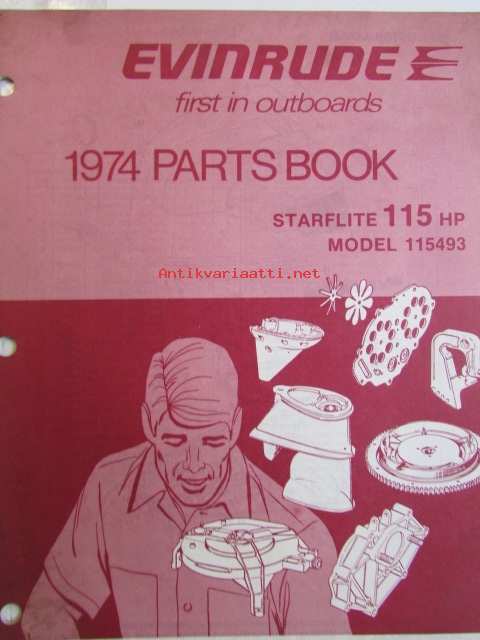 EVINRUDE
first in outboards
1974 PARTS BOOK
STARFLITE 115 HP
MODEL 115493
Antikvariaatti.net